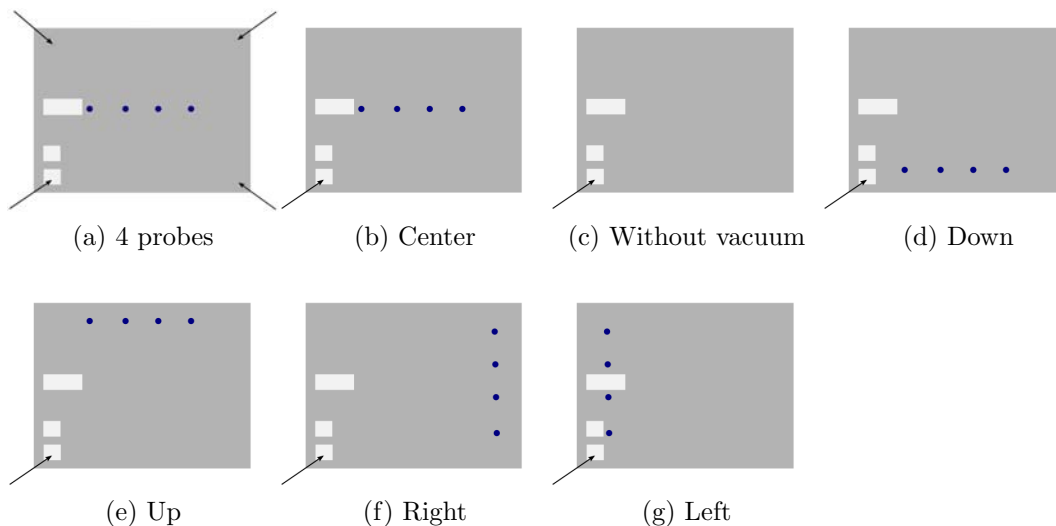 (a) 4 probes
(b) Center
(c) Without vacuum
(d) Down
(e) Up
(f) Right
(g) Left